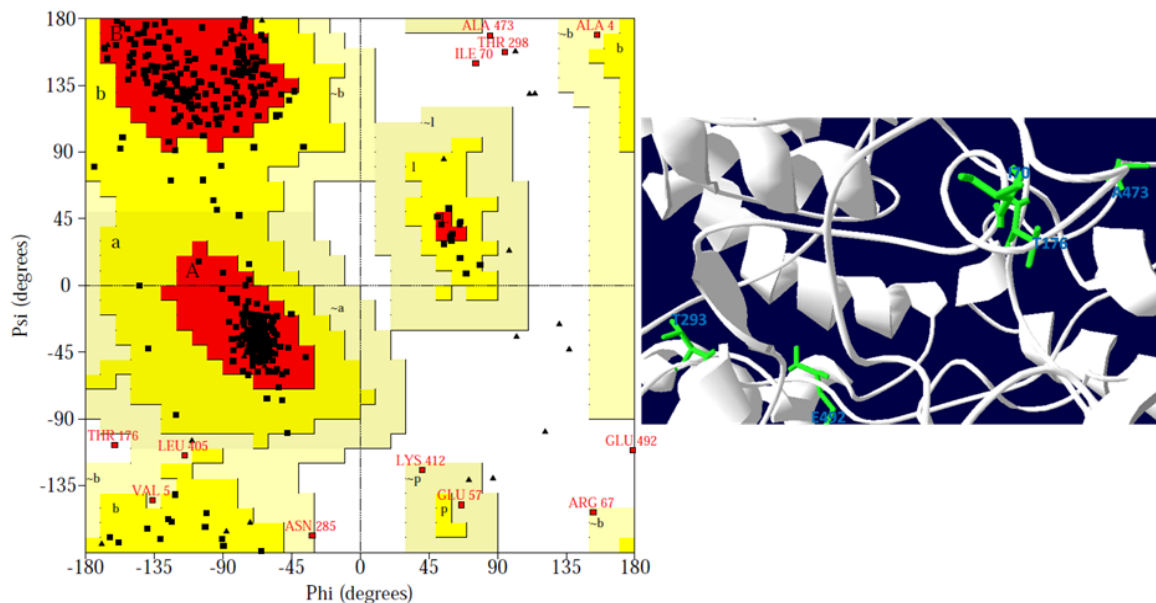 180
135
90
45
0
-45
-90
-135
Psi (degrees)
B
b
~b
a
A
~a
~l
l
~b
b
ALA 473
THR 298
ILE 70
ALA 4
THR 176
LEU 405
~b
VAL 5
b
ASN 285
LYS 412
~p
GLU 57
p
GLU 492
ARG 67
~b
-180
-135
-90
-45
0
45
90
135
180
Phi (degrees)
I70
A473
T176
T293
E492